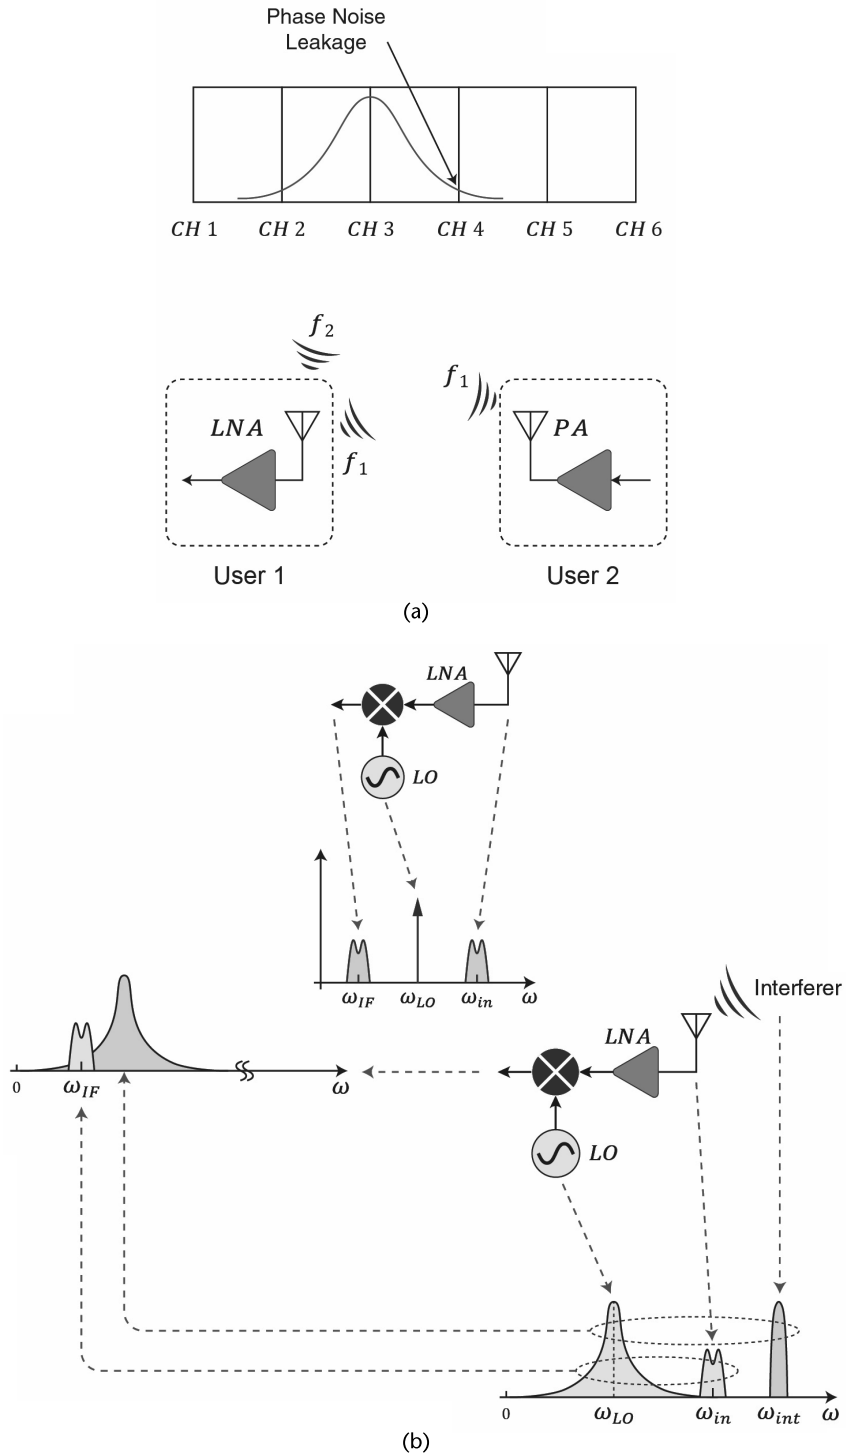 Phase Noise
Leakage
CH 1 CH 2 CH 3 CH 4 CH 5 CH 6
f2
f1
LNA
PA
f1
User 1
User 2
(a)
LNA
LO
ωIF ωLO ωin ω
Interferer
LNA
0 ωIF ω
LO
0 ωLO ωin ωint ω
(b)